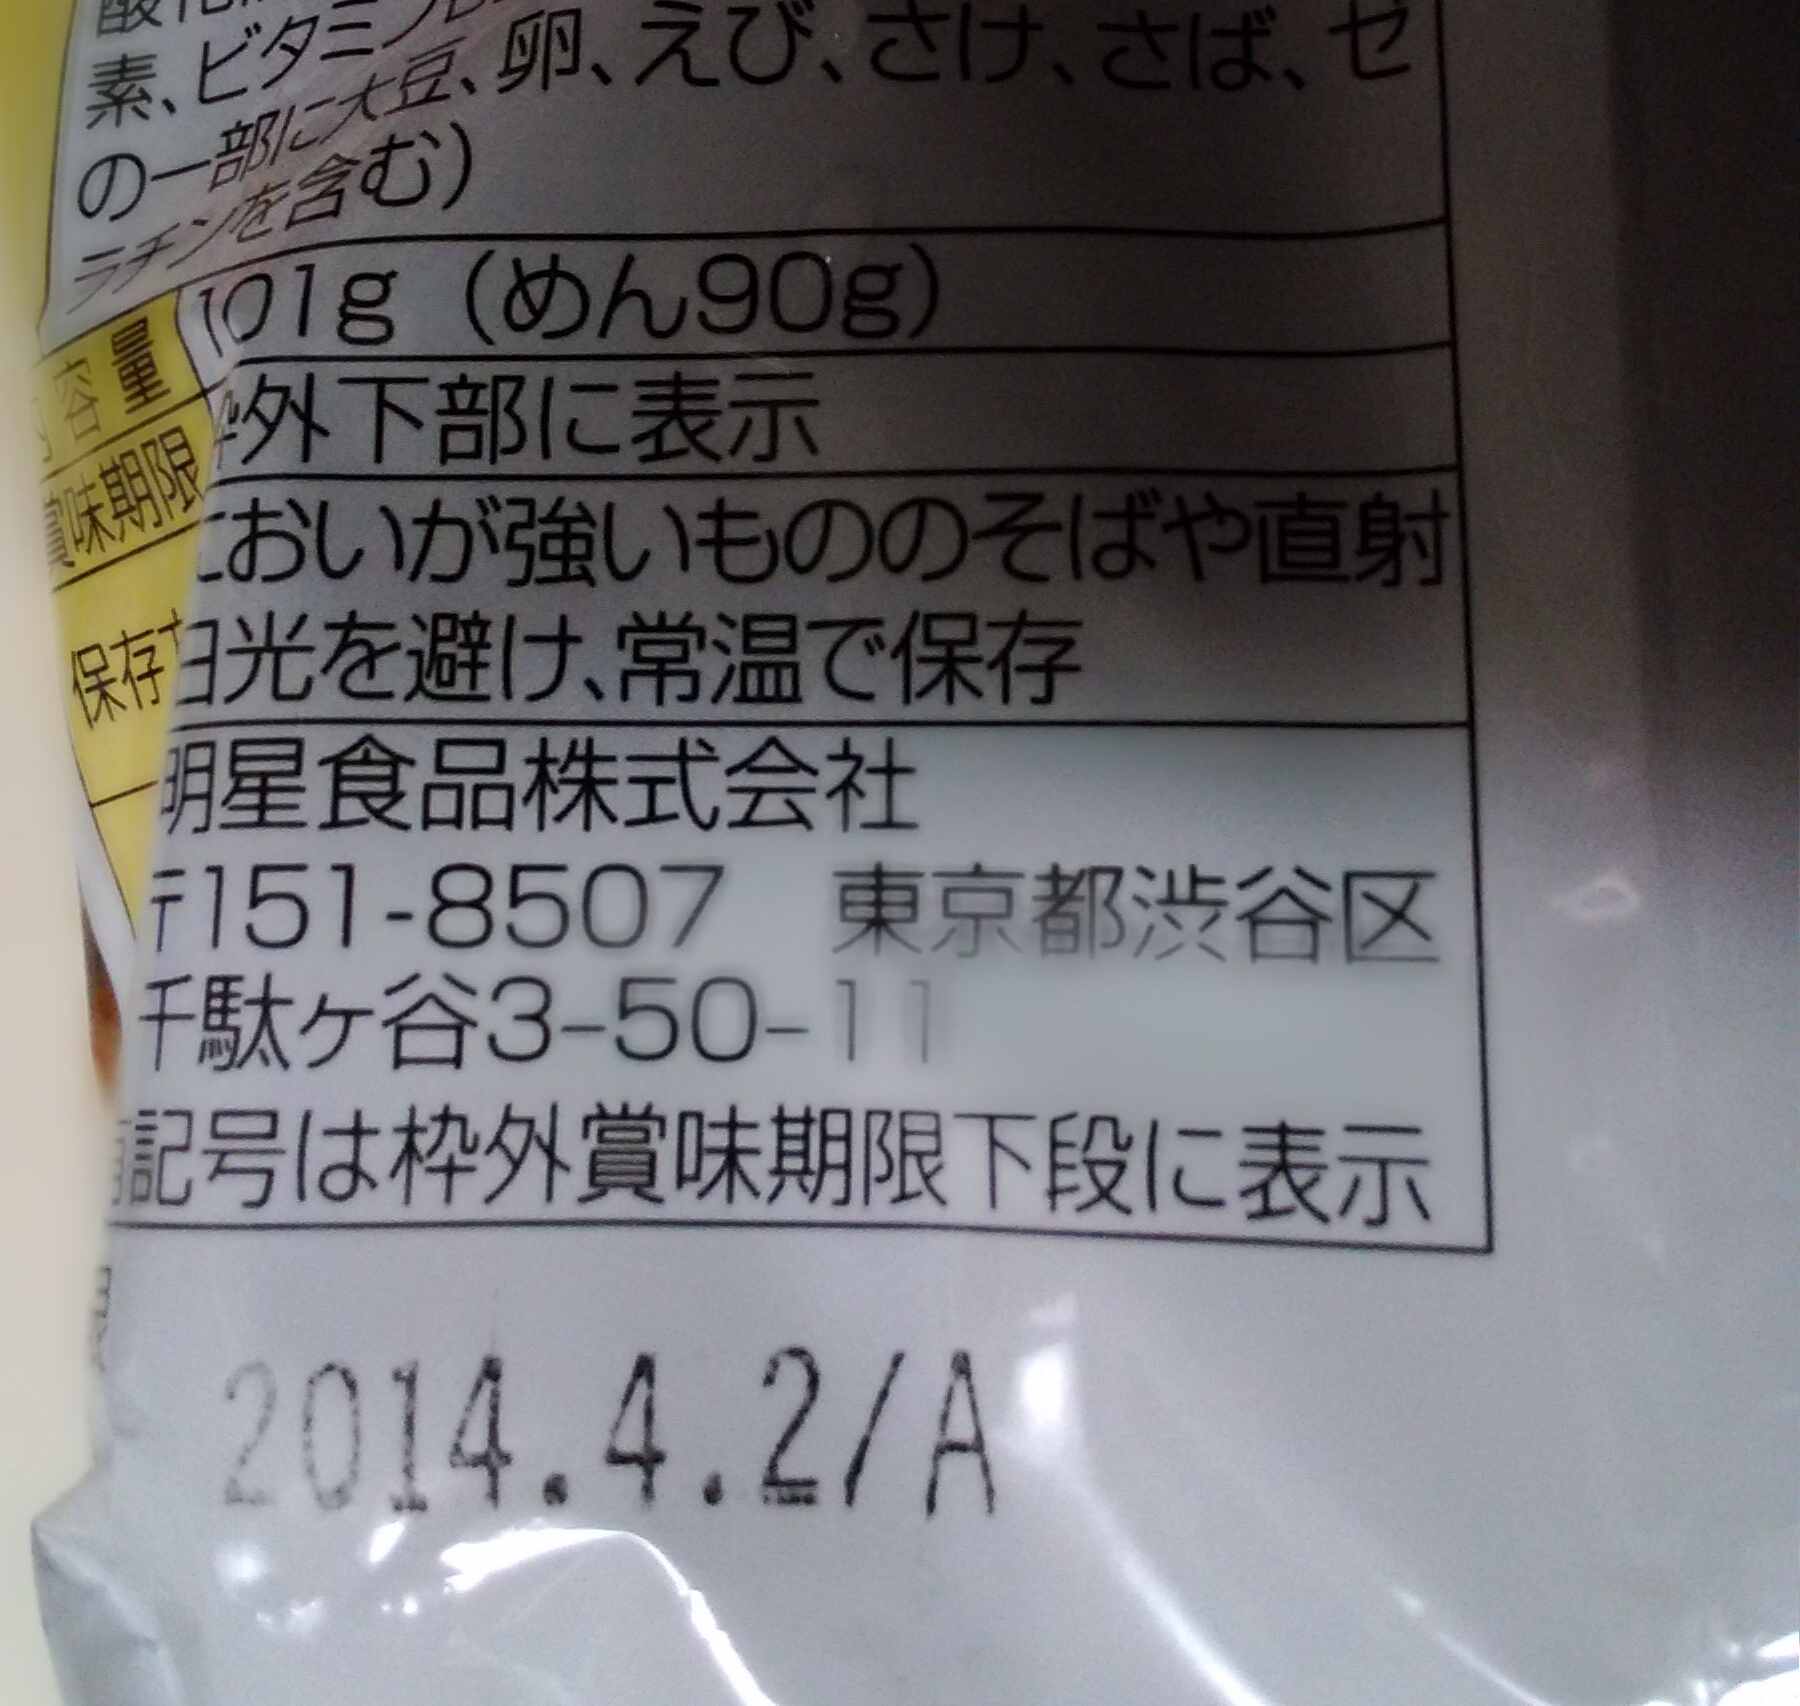 素、ビタミン
の一部に大豆、卵、えび、さけ、さば、ゼ
ラチンを含む）
内容量 101g（めん90g）
賞味期限 枠外下部に表示
保存 においが強いもののそばや直射
日光を避け、常温で保存
明星食品株式会社
〒151-8507 東京都渋谷区
千駄ヶ谷3-50-11
記号は枠外賞味期限下段に表示
2014.4.2/A